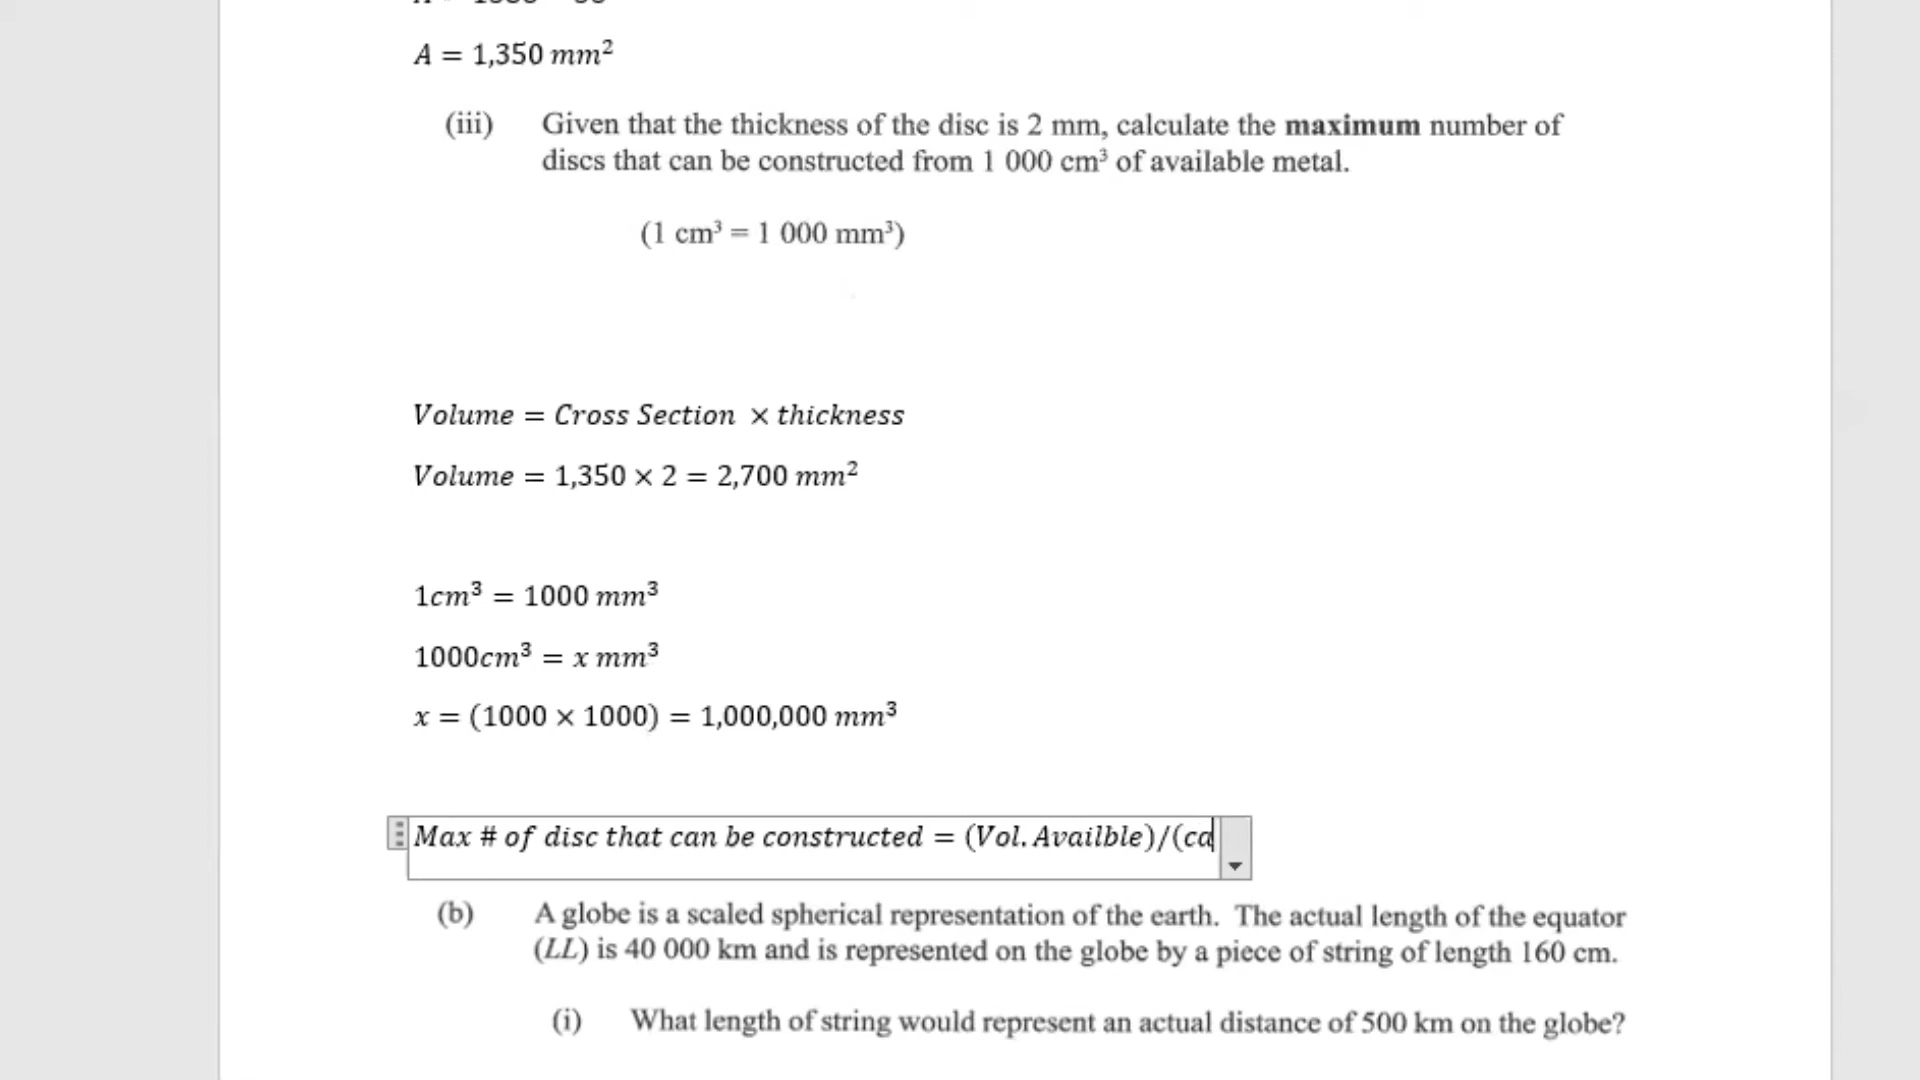 A = 1,350 mm²
(iii) Given that the thickness of the disc is 2 mm, calculate the maximum number of
discs that can be constructed from 1 000 cm³ of available metal.
(1 cm³ = 1 000 mm³)
Volume = Cross Section × thickness
Volume = 1,350 × 2 = 2,700 mm²
1cm³ = 1000 mm³
1000cm³ = x mm³
x = (1000 × 1000) = 1,000,000 mm³
Max # of disc that can be constructed = (Vol. Availble)/(ca
(b) A globe is a scaled spherical representation of the earth. The actual length of the equator
(LL) is 40 000 km and is represented on the globe by a piece of string of length 160 cm.
(i) What length of string would represent an actual distance of 500 km on the globe?